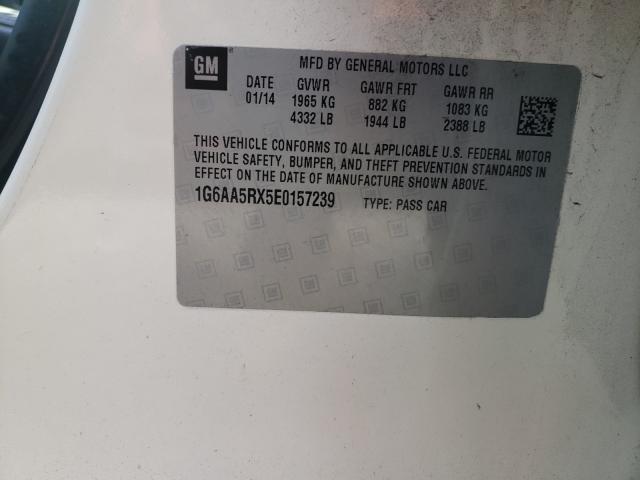 GM
MFD BY GENERAL MOTORS LLC
DATE GVWR GAWR FRT GAWR RR
01/14 1965 KG 882 KG 1083 KG
4332 LB 1944 LB 2388 LB
THIS VEHICLE CONFORMS TO ALL APPLICABLE U.S. FEDERAL MOTOR
VEHICLE SAFETY, BUMPER, AND THEFT PREVENTION STANDARDS IN
EFFECT ON THE DATE OF MANUFACTURE SHOWN ABOVE.
1G6AA5RX5E0157239 TYPE: PASS CAR